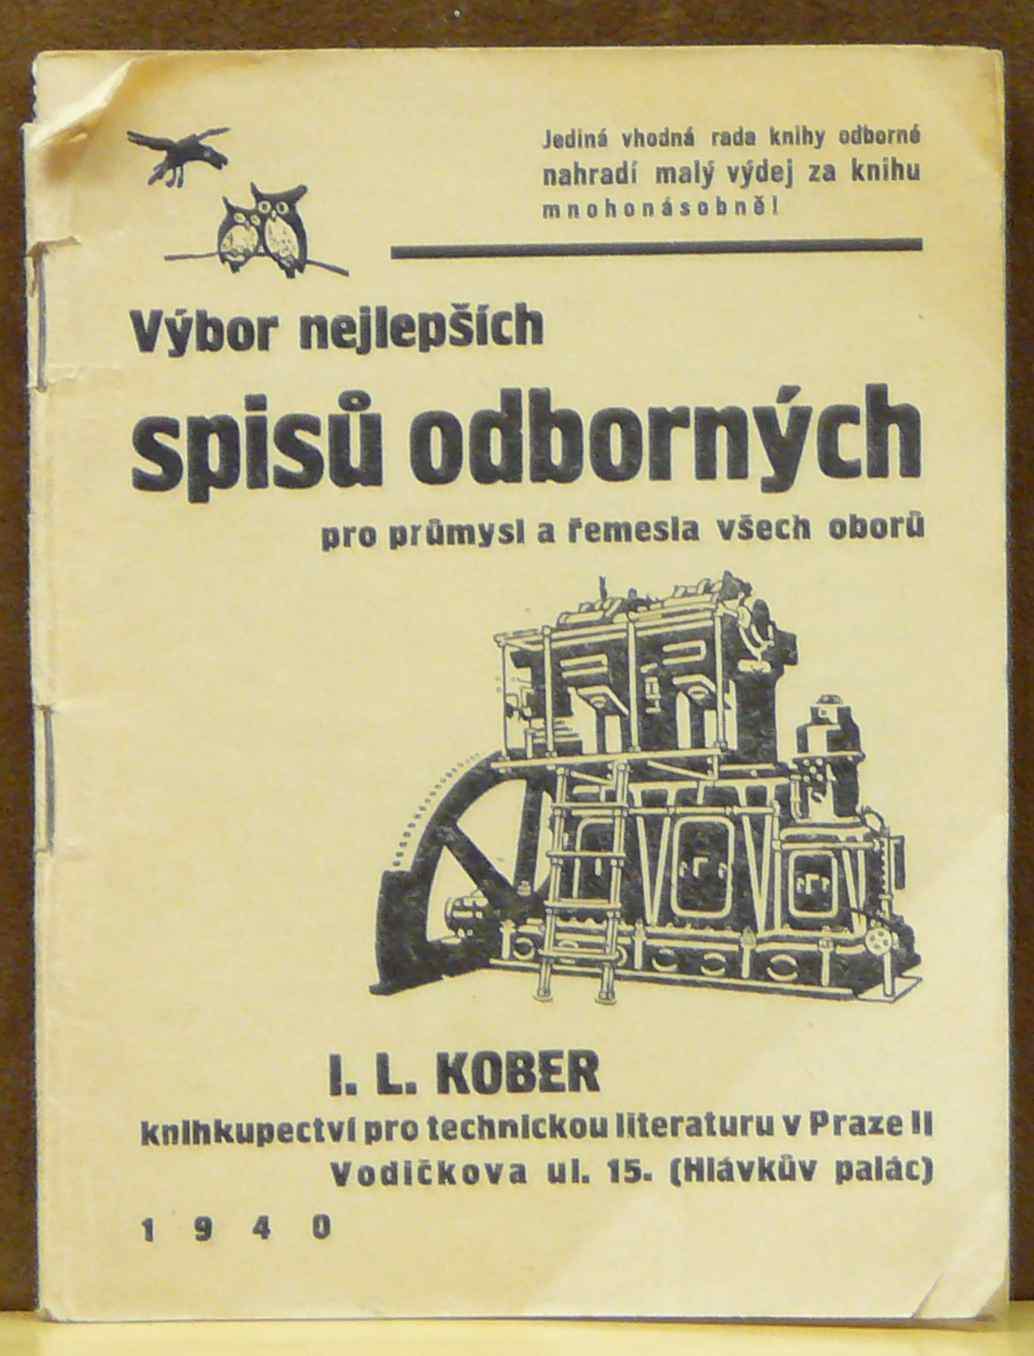 Jediná vhodná rada knihy odborné
nahradí malý výdej za knihu
mnohonásobně!
Výbor nejlepších
spisů odborných
pro průmysl a řemesla všech oborů
I. L. KOBER
knihkupectví pro technickou literaturu v Praze II
Vodičkova ul. 15. (Hlávkův palác)
1940